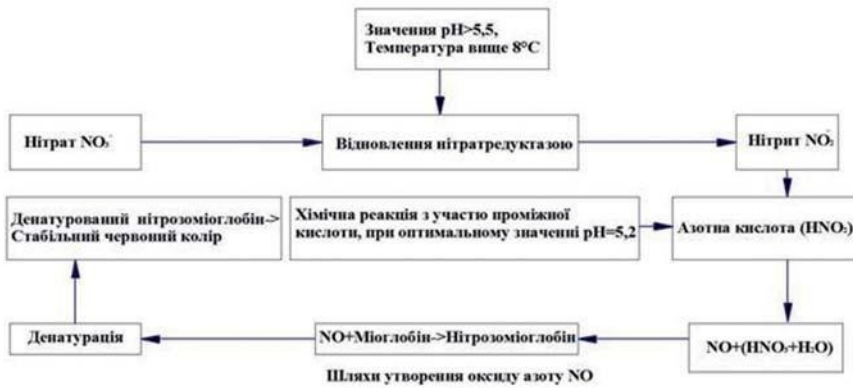 Значення pH>5,5,
Температура вище 8°C
Нітрат NO₃⁻
Відновлення нітратредуктазою
Нітрит NO₂⁻
Денатурований нітрозоміоглобін->
Стабільний червоний колір
Хімічна реакція з участю проміжної
кислоти, при оптимальному значенні pH=5,2
Азотна кислота (HNO₂)
Денатурація
NO+Міоглобін->Нітрозоміоглобін
NO+(HNO₃+H₂O)
Шляхи утворення оксиду азоту NO